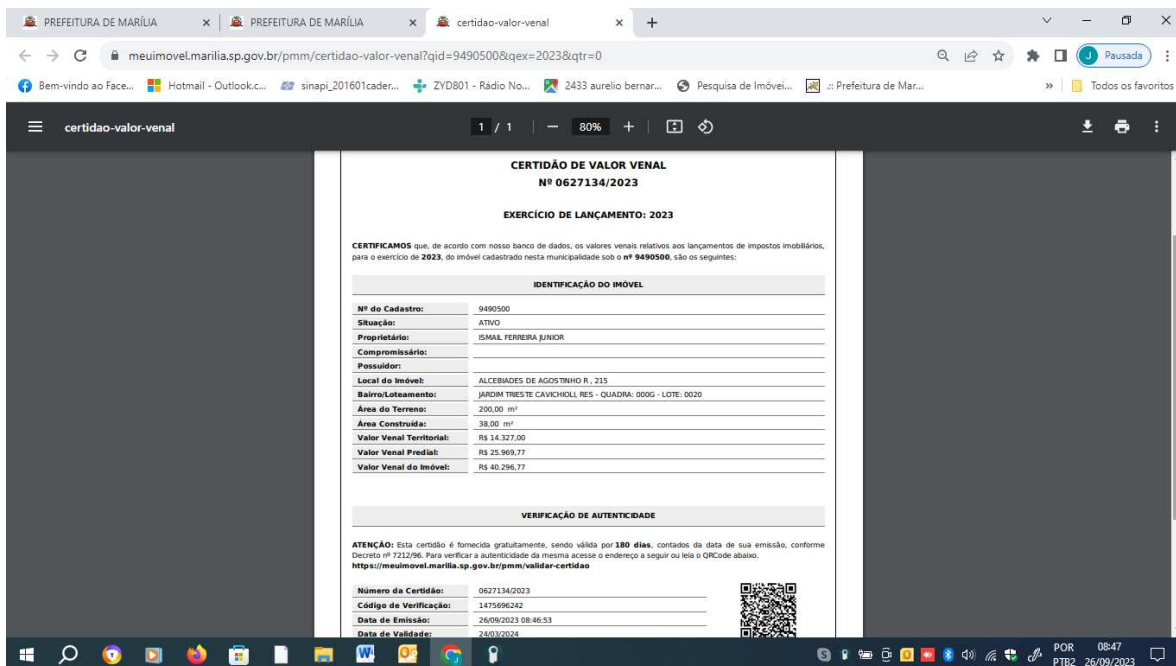 PREFEITURA DE MARÍLIA
PREFEITURA DE MARÍLIA
certidao-valor-venal
meuimovel.marilia.sp.gov.br/pmm/certidao-valor-venal?qid=9490500&qex=2023&qtr=0
J Pausada
Bem-vindo ao Face... Hotmail - Outlook.c... sinapi_201601cader... ZYD801 - Rádio No... 2433 aurelio bernar... Pesquisa de Imóvei... .:: Prefeitura de Mar... » Todos os favoritos
certidao-valor-venal 1 / 1 80%
CERTIDÃO DE VALOR VENAL
Nº 0627134/2023
EXERCÍCIO DE LANÇAMENTO: 2023
CERTIFICAMOS que, de acordo com nosso banco de dados, os valores venais relativos aos lançamentos de impostos imobiliários,
para o exercício de 2023, do imóvel cadastrado nesta municipalidade sob o nº 9490500, são os seguintes:
IDENTIFICAÇÃO DO IMÓVEL
Nº do Cadastro: 9490500
Situação: ATIVO
Proprietário: ISMAIL FERREIRA JUNIOR
Compromissário:
Possuidor:
Local do Imóvel: ALCEBIADES DE AGOSTINHO R , 215
Bairro/Loteamento: JARDIM TRIESTE CAVICHIOLI, RES - QUADRA: 000G - LOTE: 0020
Área do Terreno: 200,00 m²
Área Construída: 38,00 m²
Valor Venal Territorial: R$ 14.327,00
Valor Venal Predial: R$ 25.969,77
Valor Venal do Imóvel: R$ 40.296,77
VERIFICAÇÃO DE AUTENTICIDADE
ATENÇÃO: Esta certidão é fornecida gratuitamente, sendo válida por 180 dias, contados da data de sua emissão, conforme
Decreto nº 7212/96. Para verificar a autenticidade da mesma acesse o endereço a seguir ou leia o QRCode abaixo.
https://meuimovel.marilia.sp.gov.br/pmm/validar-certidao
Número da Certidão: 0627134/2023
Código de Verificação: 1475696242
Data de Emissão: 26/09/2023 08:46:53
Data de Validade: 24/03/2024
POR 08:47
PTB2 26/09/2023